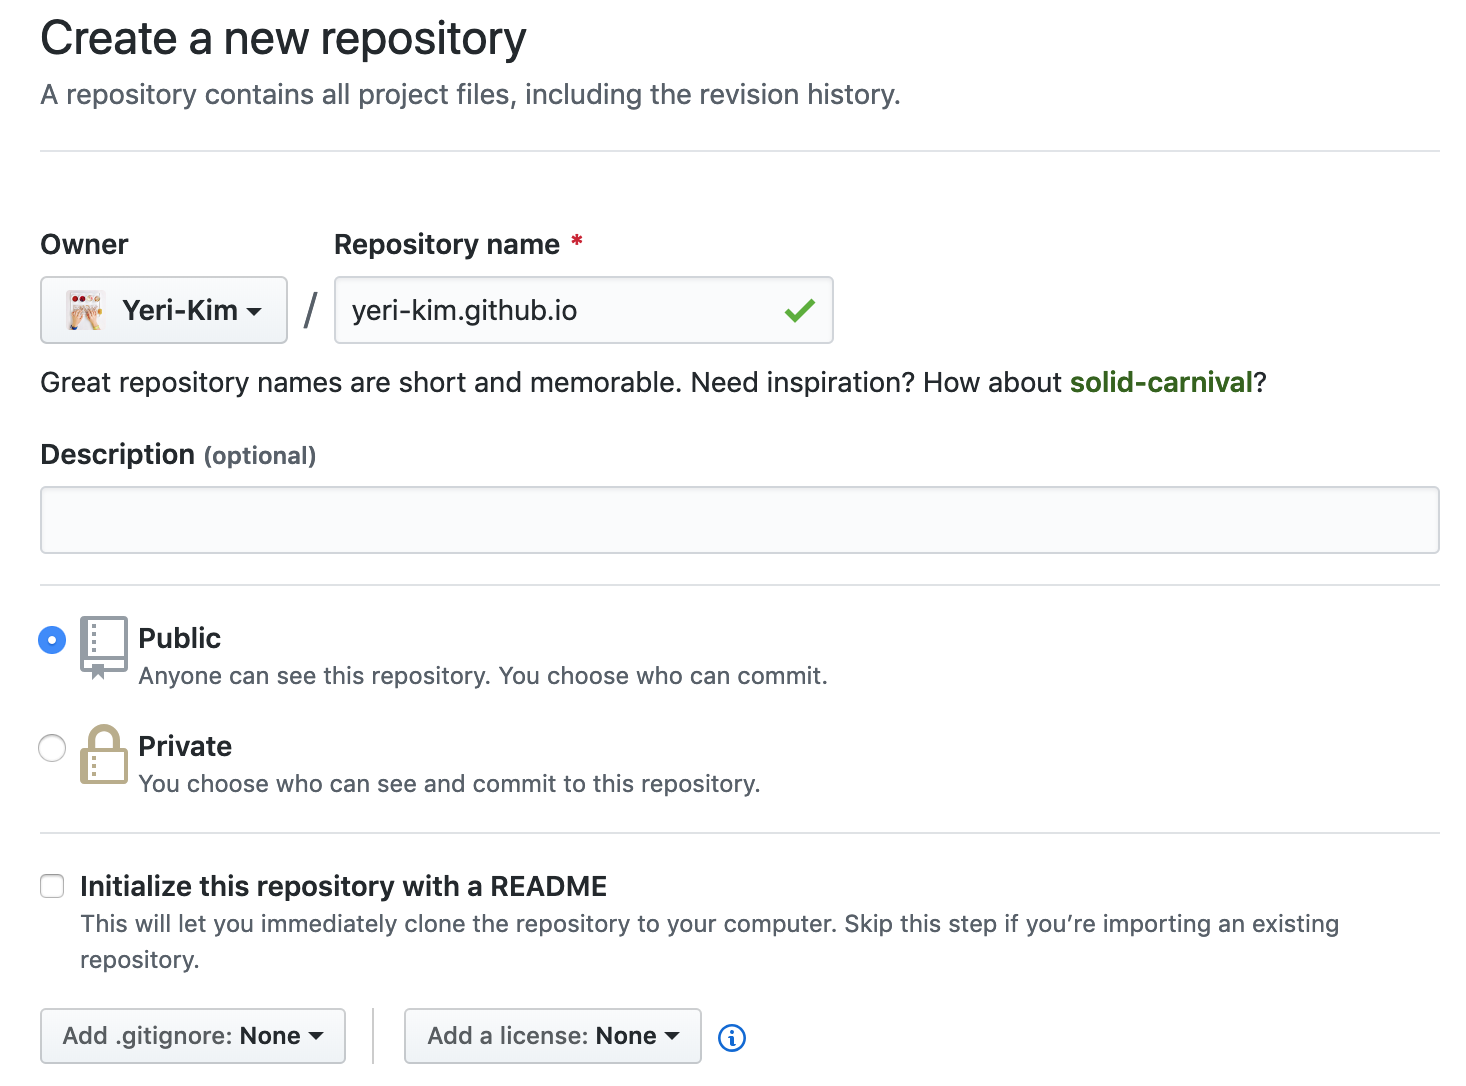 Create a new repository
A repository contains all project files, including the revision history.
Owner
Repository name *
Yeri-Kim
/
yeri-kim.github.io
Great repository names are short and memorable. Need inspiration? How about solid-carnival?
Description (optional)
Public
Anyone can see this repository. You choose who can commit.
Private
You choose who can see and commit to this repository.
Initialize this repository with a README
This will let you immediately clone the repository to your computer. Skip this step if you’re importing an existing
repository.
Add .gitignore: None
Add a license: None